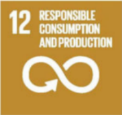 12 RESPONSIBLE
CONSUMPTION
AND PRODUCTION